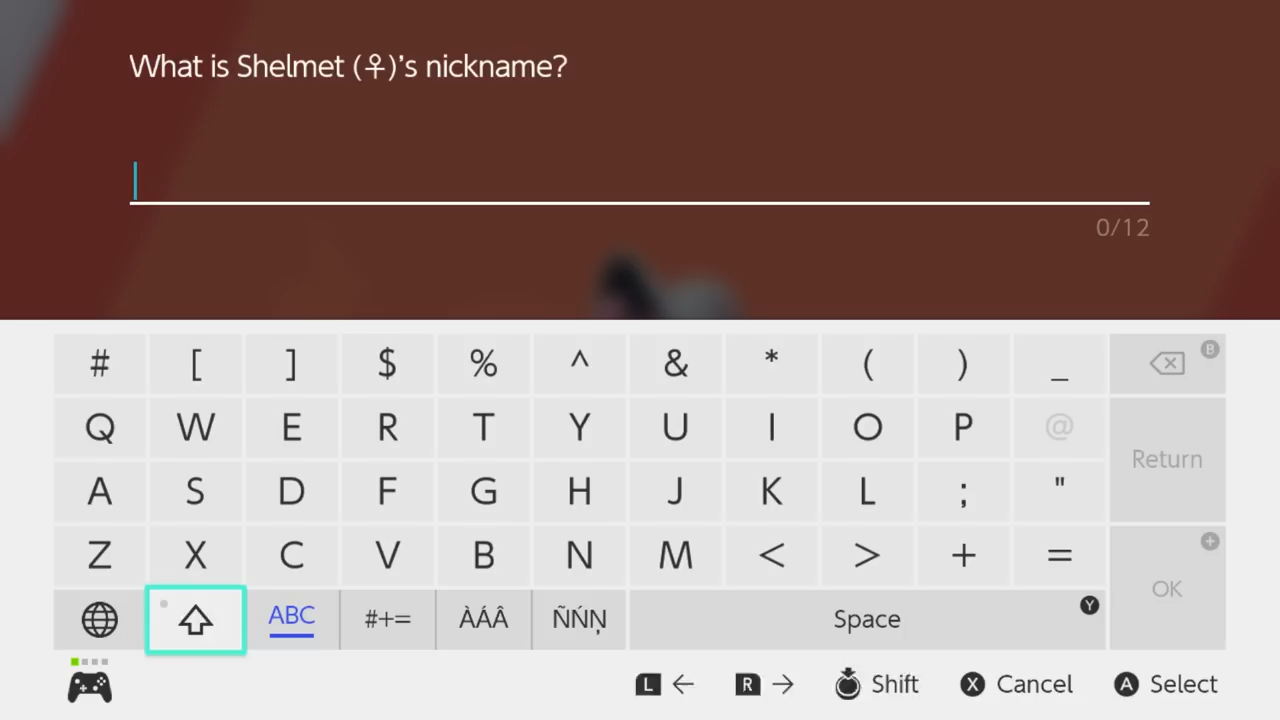 What is Shelmet (♀)'s nickname?
0/12
# [ ] $ % ^ & * ( ) _ B
Q W E R T Y U I O P @ Return
A S D F G H J K L ; "
Z X C V B N M < > + = + OK
ABC #+= ÀÁÂ ÑŃŅ Space Y
L ← R → Shift X Cancel A Select